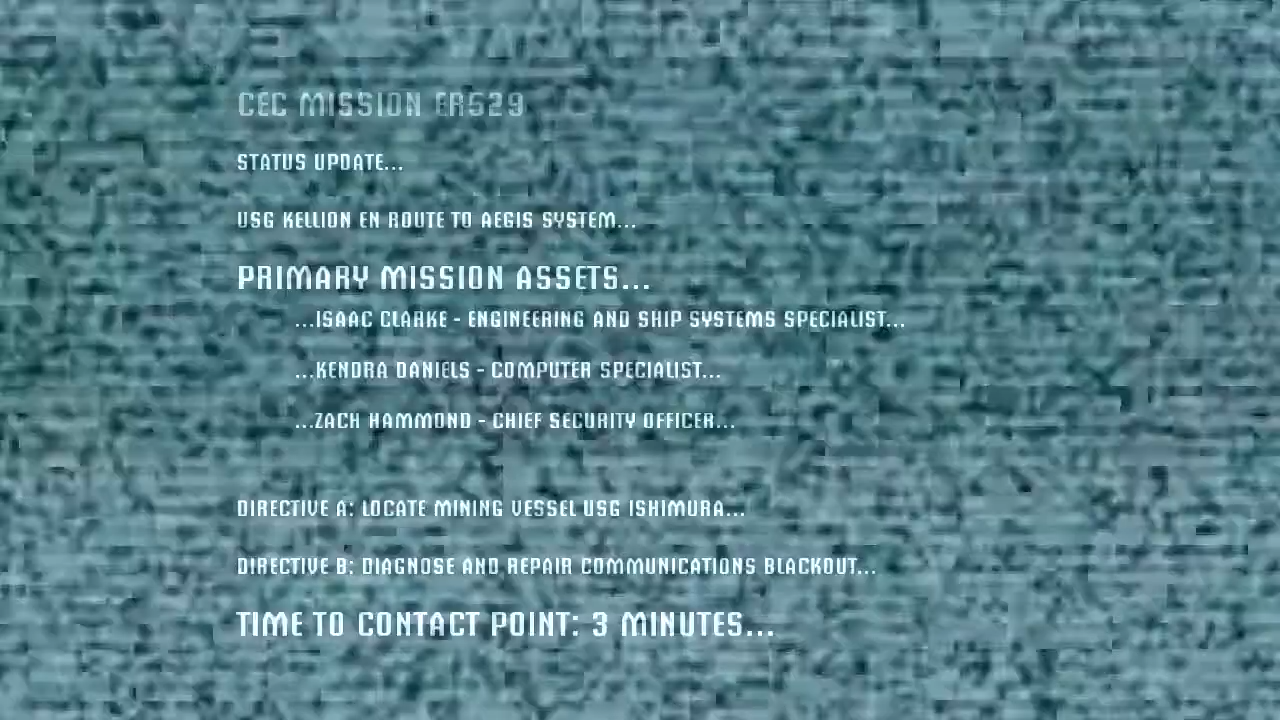 CEC MISSION ER529
STATUS UPDATE...
USG KELLION EN ROUTE TO AEGIS SYSTEM...
PRIMARY MISSION ASSETS...
...ISAAC CLARKE - ENGINEERING AND SHIP SYSTEMS SPECIALIST...
...KENDRA DANIELS - COMPUTER SPECIALIST...
...ZACH HAMMOND - CHIEF SECURITY OFFICER...
DIRECTIVE A: LOCATE MINING VESSEL USG ISHIMURA...
DIRECTIVE B: DIAGNOSE AND REPAIR COMMUNICATIONS BLACKOUT...
TIME TO CONTACT POINT: 3 MINUTES...